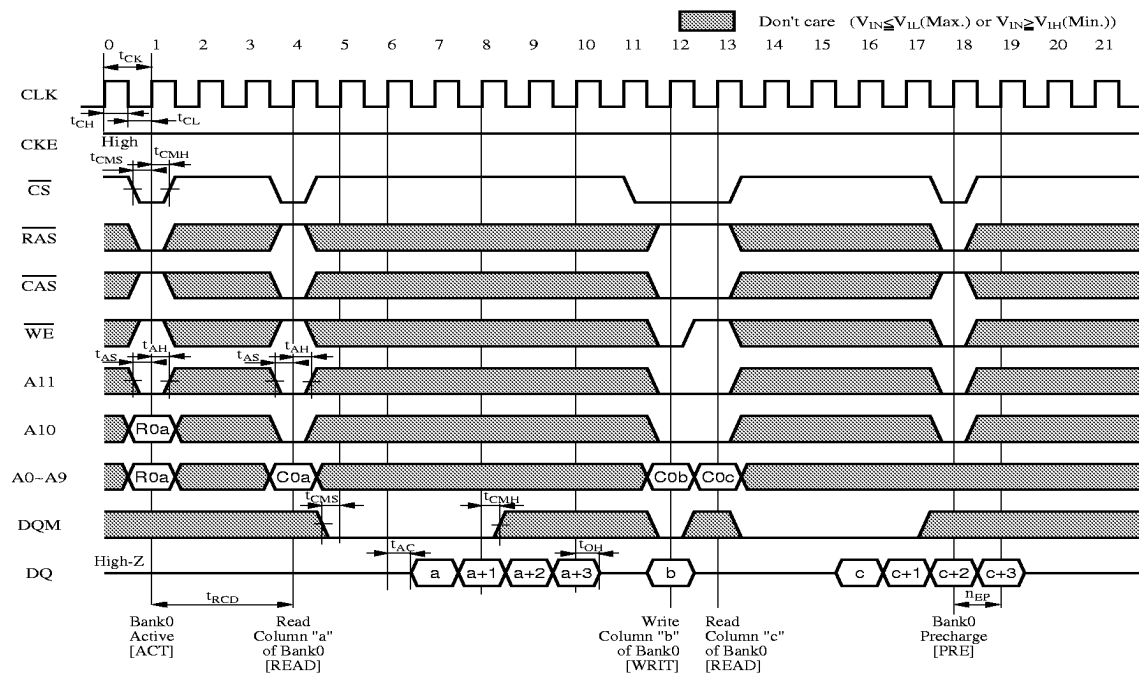 Don't care (VIN≦VIL(Max.) or VIN≧VIH(Min.))
0 1 2 3 4 5 6 7 8 9 10 11 12 13 14 15 16 17 18 19 20 21
tCK
CLK
tCH
tCL
CKE
High
tCMS
tCMH
CS
RAS
CAS
WE
tAS
tAH
tAS
tAH
A11
A10
R0a
A0~A9
R0a
C0a
C0b
C0c
tCMS
tCMH
DQM
tAC
tOH
High-Z
DQ
a
a+1
a+2
a+3
b
c
c+1
c+2
c+3
tRCD
nEP
Bank0
Active
[ACT]
Read
Column "a"
of Bank0
[READ]
Write
Column "b"
of Bank0
[WRIT]
Read
Column "c"
of Bank0
[READ]
Bank0
Precharge
[PRE]